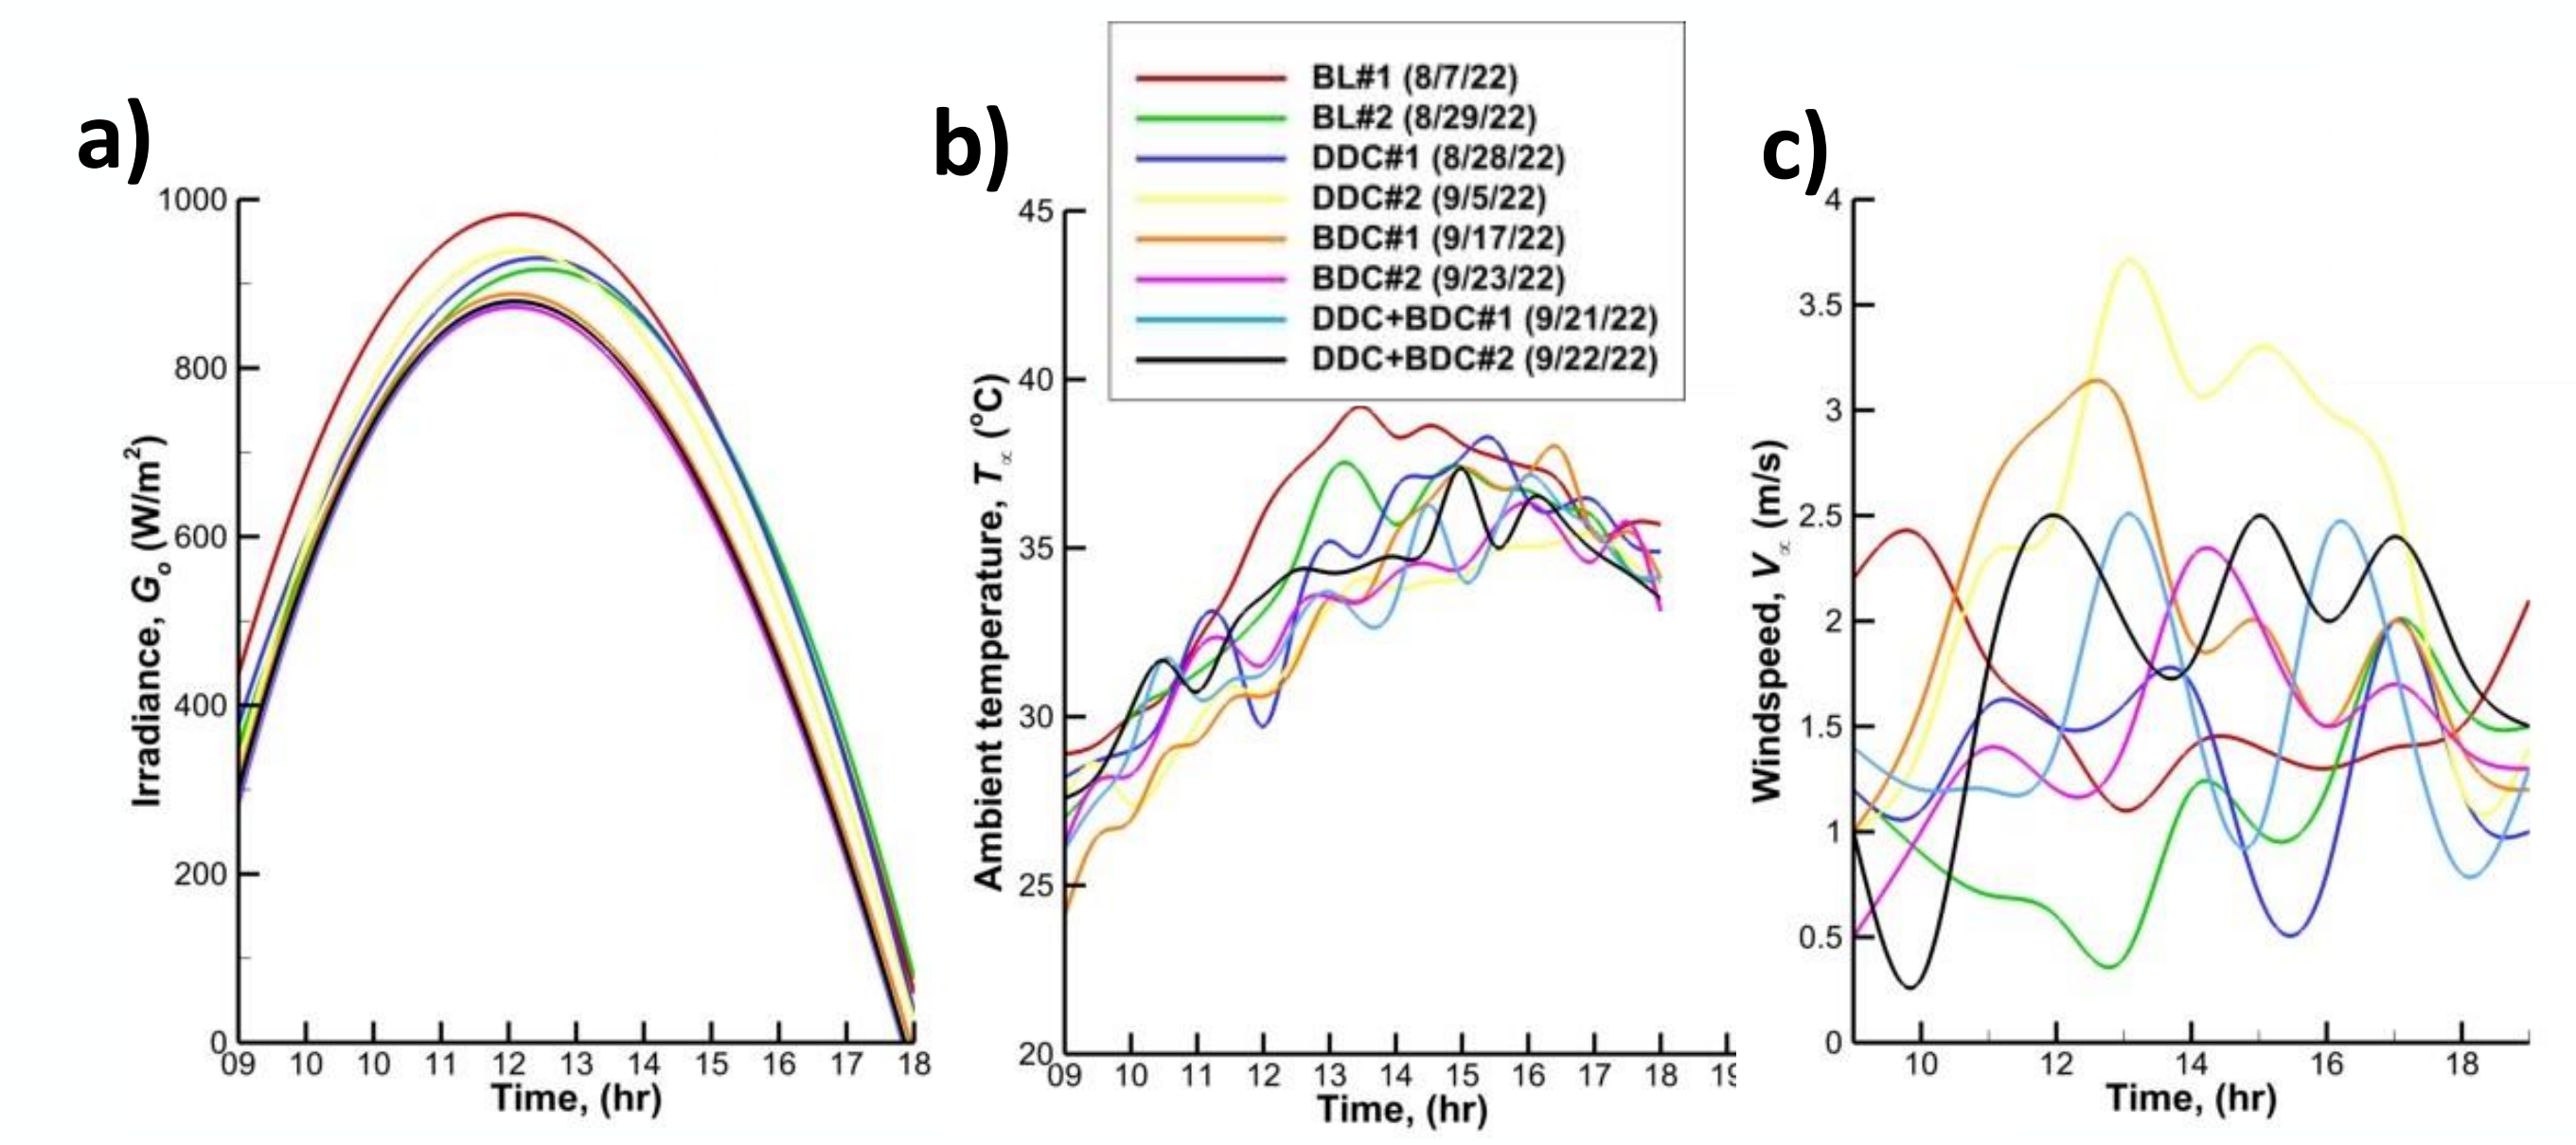 a)
1000
800
600
400
200
0
Irradiance, Go (W/m2)
09 10 10 11 12 13 14 15 16 17 18
Time, (hr)
b)
BL#1 (8/7/22)
BL#2 (8/29/22)
DDC#1 (8/28/22)
DDC#2 (9/5/22)
BDC#1 (9/17/22)
BDC#2 (9/23/22)
DDC+BDC#1 (9/21/22)
DDC+BDC#2 (9/22/22)
45
40
35
30
25
20
Ambient temperature, T∝ (°C)
09 10 11 12 13 14 15 16 17 18 19
Time, (hr)
c)
4
3.5
3
2.5
2
1.5
1
0.5
0
Windspeed, V∝ (m/s)
10 12 14 16 18
Time, (hr)